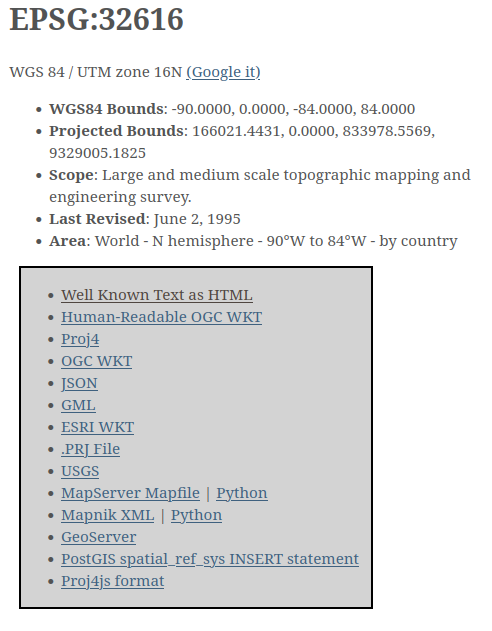 EPSG:32616
WGS 84 / UTM zone 16N (Google it)
• WGS84 Bounds: -90.0000, 0.0000, -84.0000, 84.0000
• Projected Bounds: 166021.4431, 0.0000, 833978.5569,
9329005.1825
• Scope: Large and medium scale topographic mapping and
engineering survey.
• Last Revised: June 2, 1995
• Area: World - N hemisphere - 90°W to 84°W - by country
• Well Known Text as HTML
• Human-Readable OGC WKT
• Proj4
• OGC WKT
• JSON
• GML
• ESRI WKT
• .PRJ File
• USGS
• MapServer Mapfile | Python
• Mapnik XML | Python
• GeoServer
• PostGIS spatial_ref_sys INSERT statement
• Proj4js format